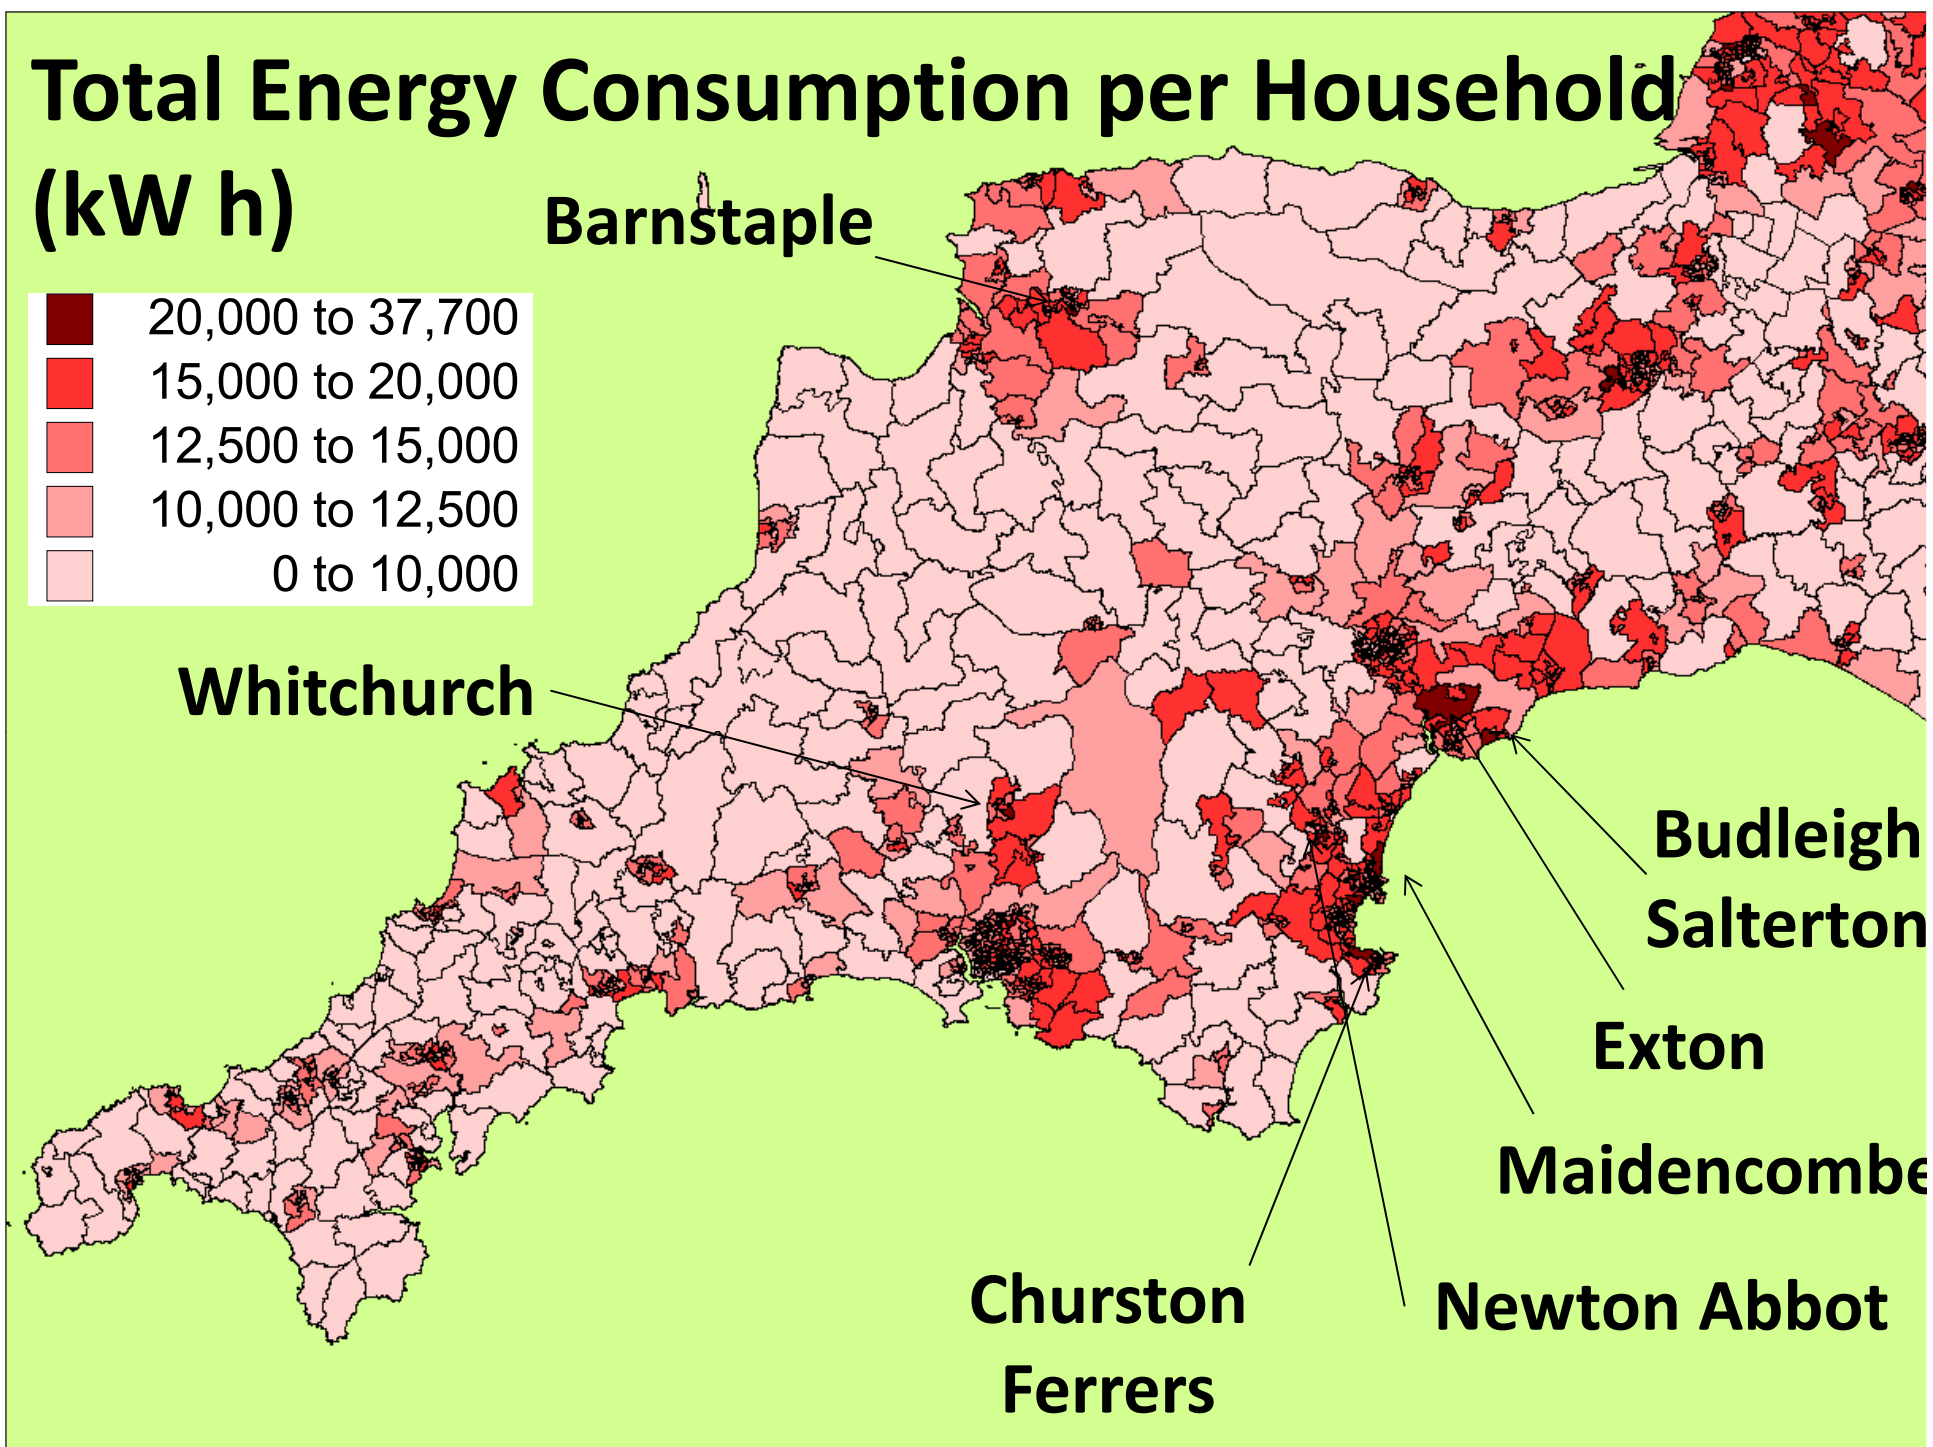 Total Energy Consumption per Household
(kW h)
Barnstaple
20,000 to 37,700
15,000 to 20,000
12,500 to 15,000
10,000 to 12,500
0 to 10,000
Whitchurch
Budleigh
Salterton
Exton
Maidencombe
Churston
Ferrers
Newton Abbot